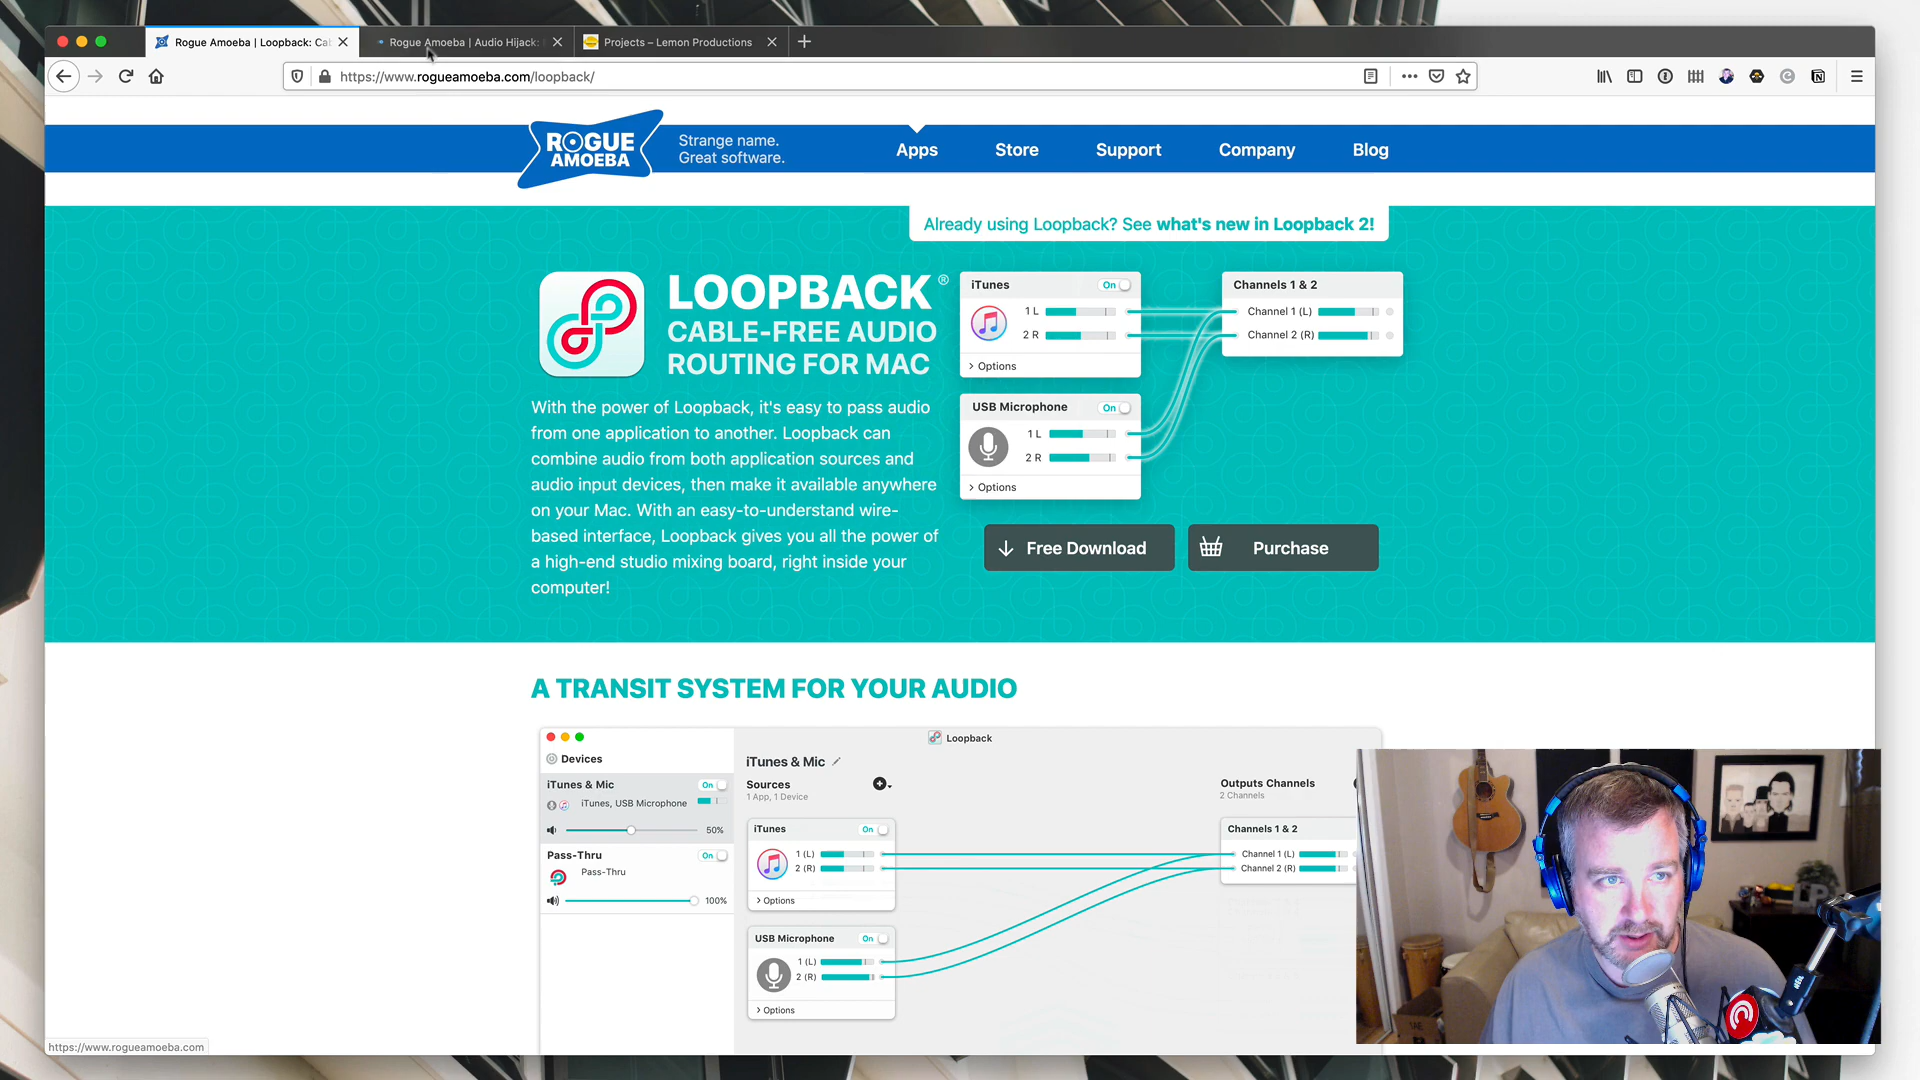 Rogue Amoeba | Loopback: Cab
Rogue Amoeba | Audio Hijack:
Projects – Lemon Productions
https://www.rogueamoeba.com/loopback/
ROGUE
AMOEBA
Strange name.
Great software.
Apps
Store
Support
Company
Blog
Already using Loopback? See what's new in Loopback 2!
LOOPBACK®
CABLE-FREE AUDIO
ROUTING FOR MAC
With the power of Loopback, it's easy to pass audio
from one application to another. Loopback can
combine audio from both application sources and
audio input devices, then make it available anywhere
on your Mac. With an easy-to-understand wire-
based interface, Loopback gives you all the power of
a high-end studio mixing board, right inside your
computer!
iTunes
On
1 L
2 R
> Options
USB Microphone
On
1 L
2 R
> Options
Channels 1 & 2
Channel 1 (L)
Channel 2 (R)
Free Download
Purchase
A TRANSIT SYSTEM FOR YOUR AUDIO
Loopback
Devices
iTunes & Mic
On
iTunes, USB Microphone
50%
Pass-Thru
On
Pass-Thru
100%
iTunes & Mic
Sources
1 App, 1 Device
iTunes
On
1 (L)
2 (R)
> Options
USB Microphone
On
1 (L)
2 (R)
> Options
Outputs Channels
2 Channels
Channels 1 & 2
Channel 1 (L)
Channel 2 (R)
https://www.rogueamoeba.com